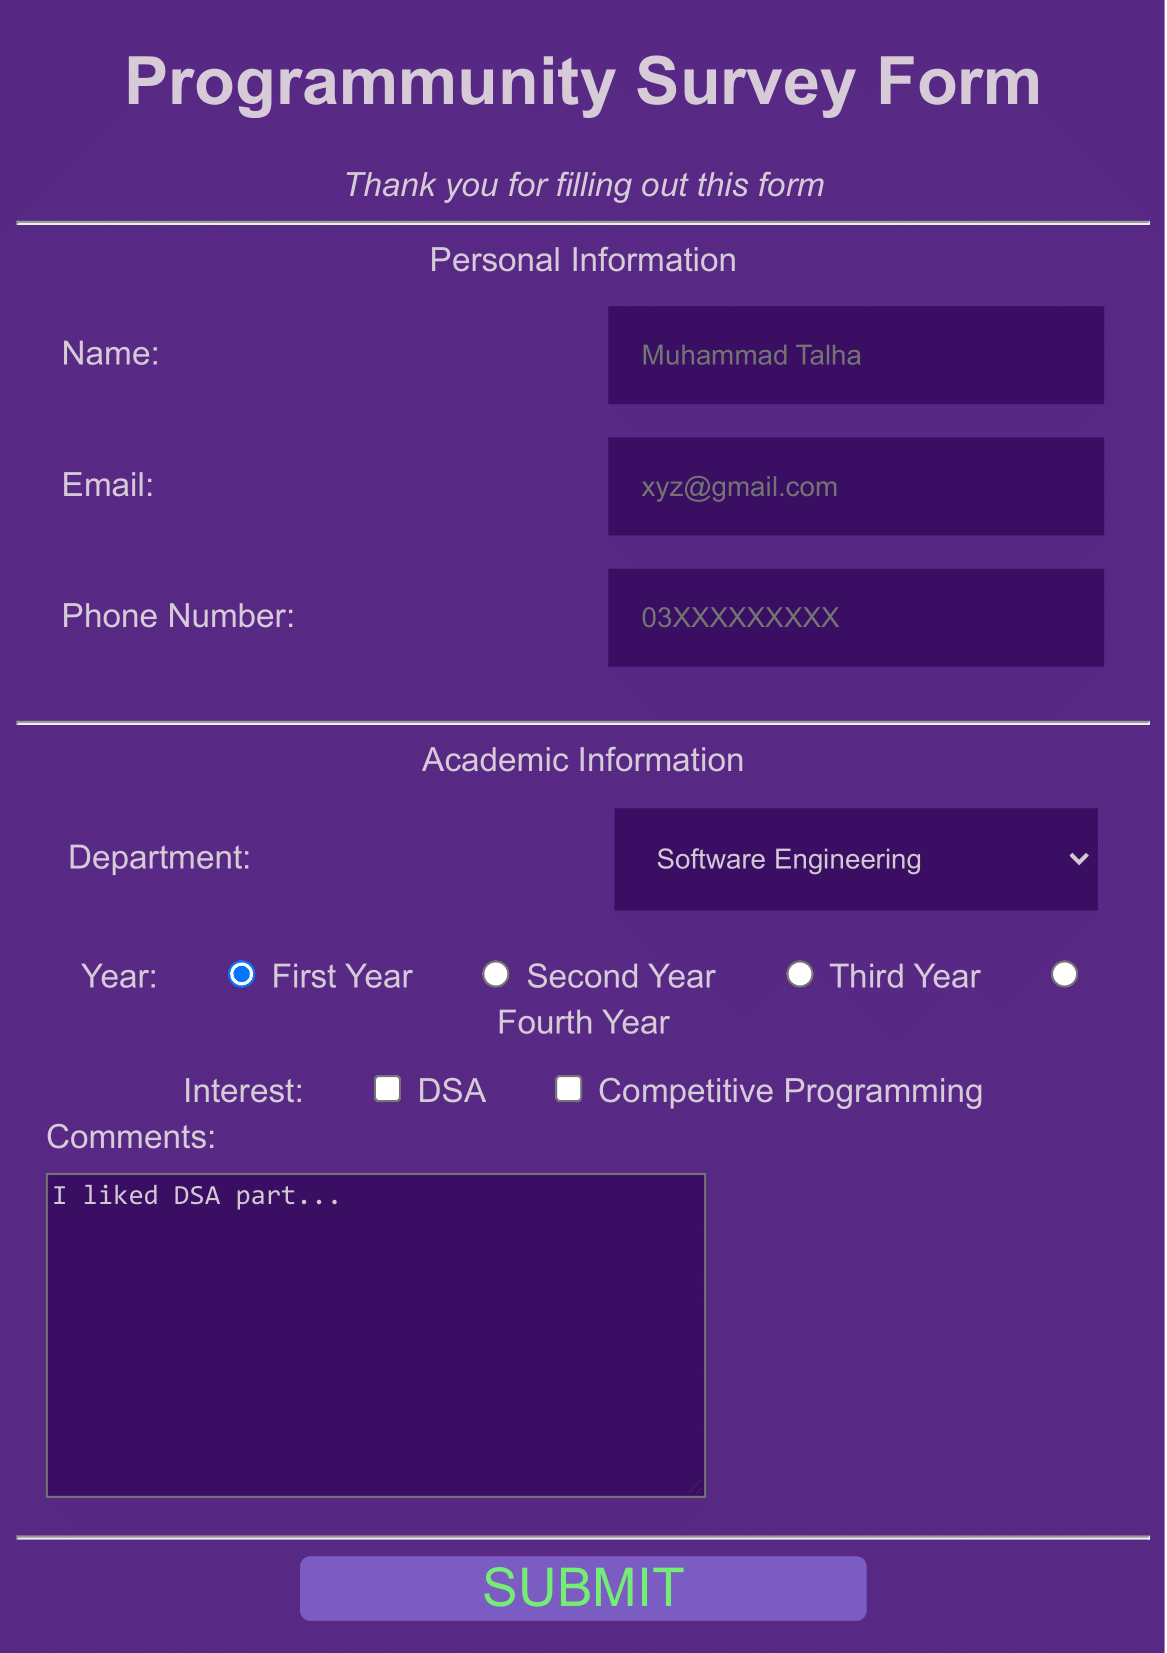 Programmunity Survey Form
Thank you for filling out this form
Personal Information
Name: Muhammad Talha
Email: xyz@gmail.com
Phone Number: 03XXXXXXXXX
Academic Information
Department: Software Engineering
Year: First Year Second Year Third Year
Fourth Year
Interest: DSA Competitive Programming
Comments:
I liked DSA part...
SUBMIT